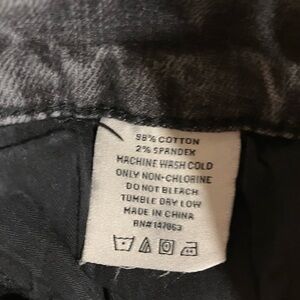 98% COTTON
2% SPANDEX
MACHINE WASH COLD
ONLY NON-CHLORINE
DO NOT BLEACH
TUMBLE DRY LOW
MADE IN CHINA
RN#147863